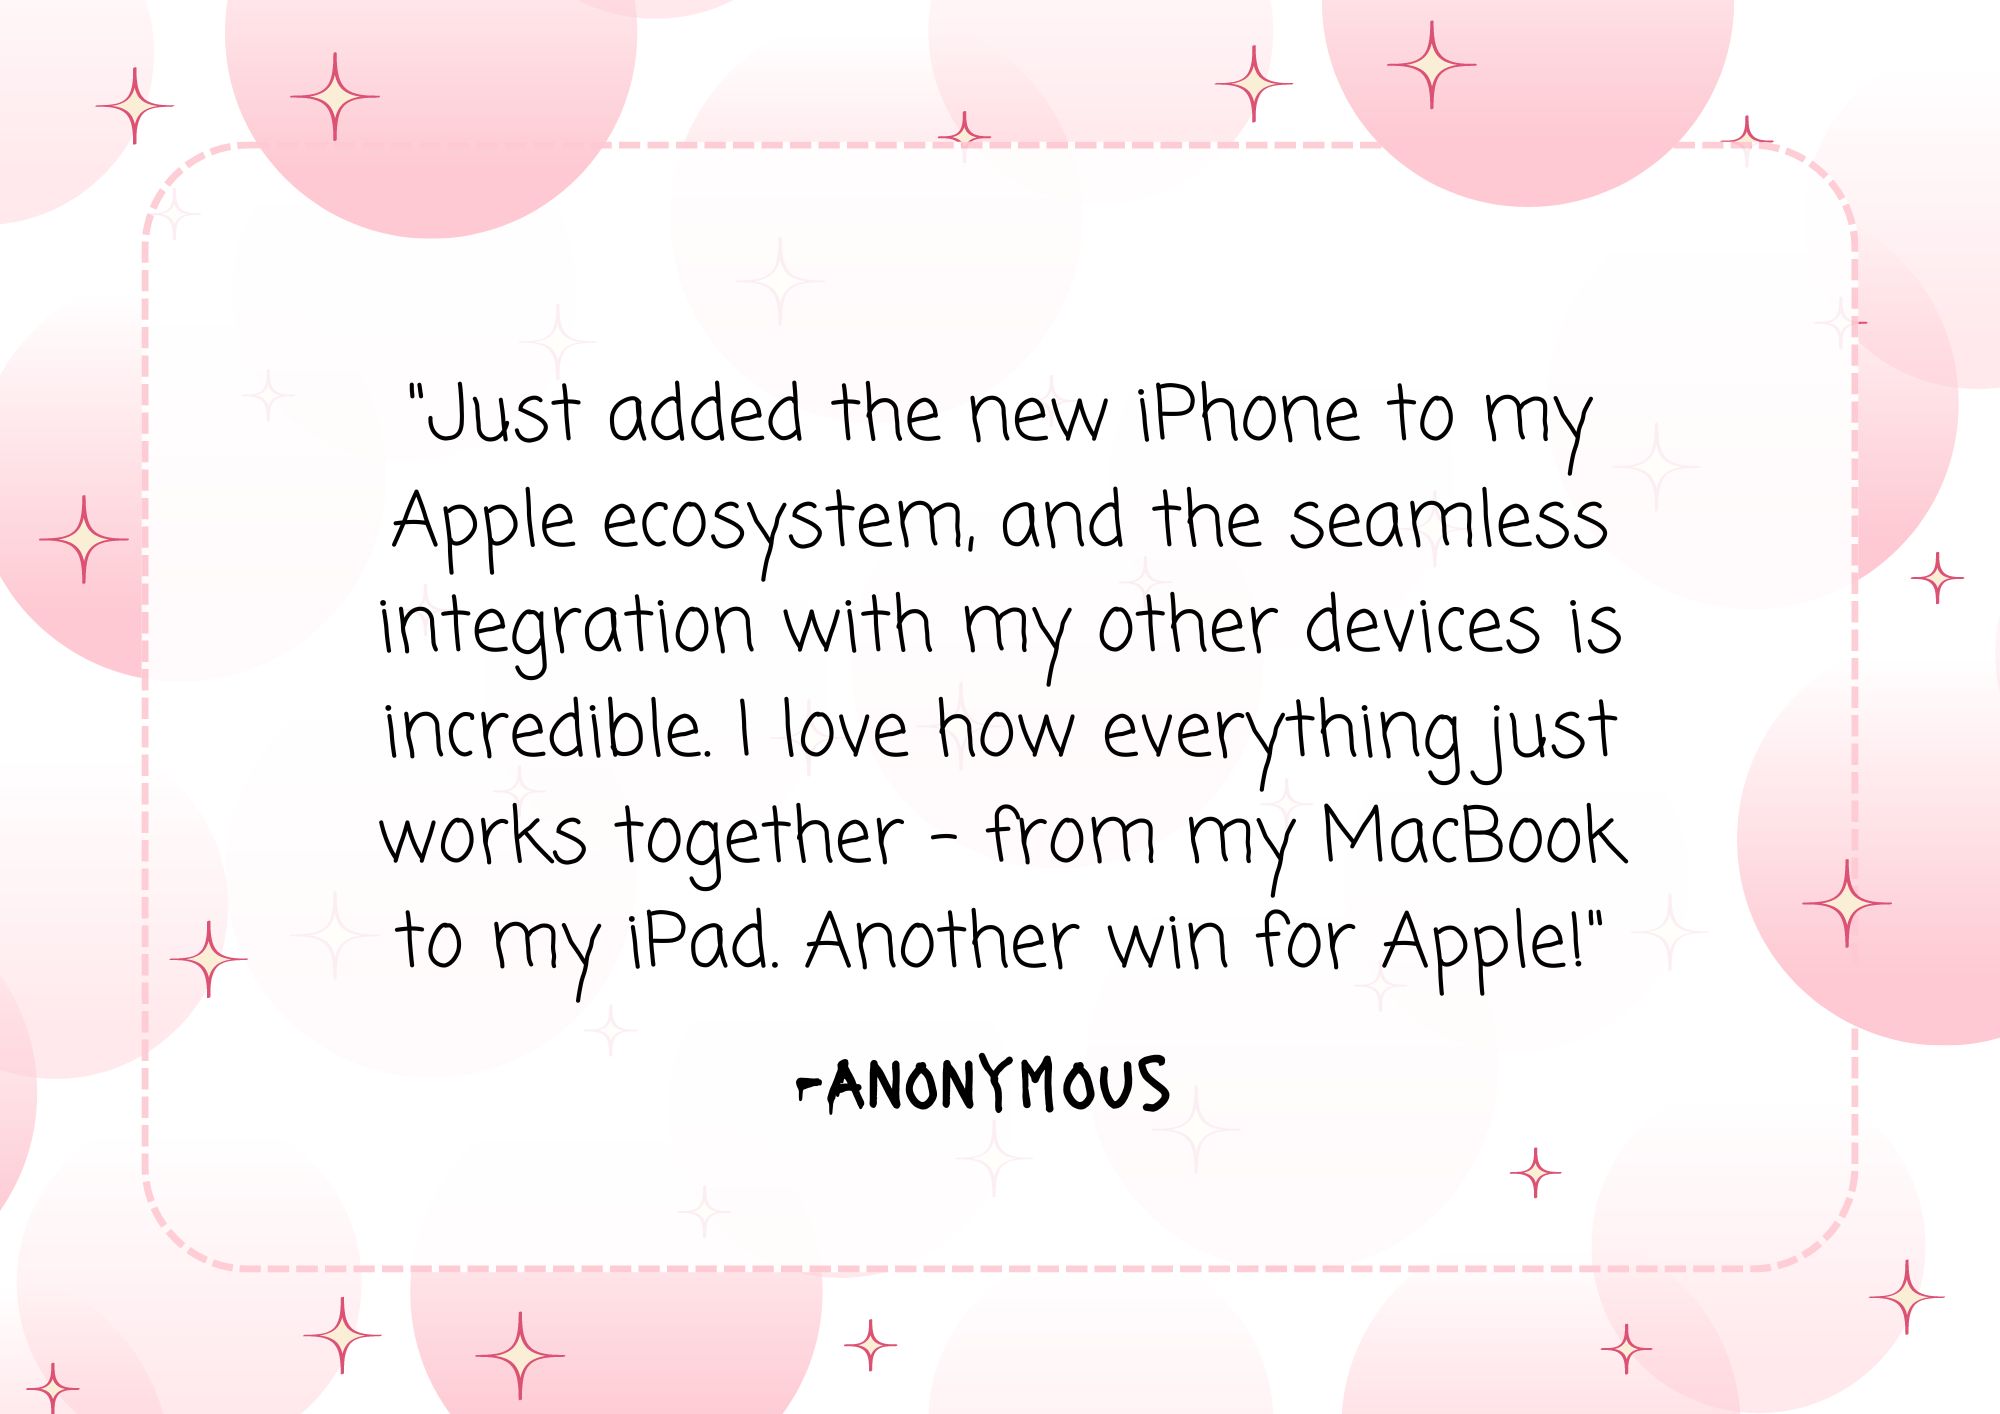 "Just added the new iPhone to my
Apple ecosystem, and the seamless
integration with my other devices is
incredible. I love how everything just
works together - from my MacBook
to my iPad. Another win for Apple!"
-ANONYMOUS